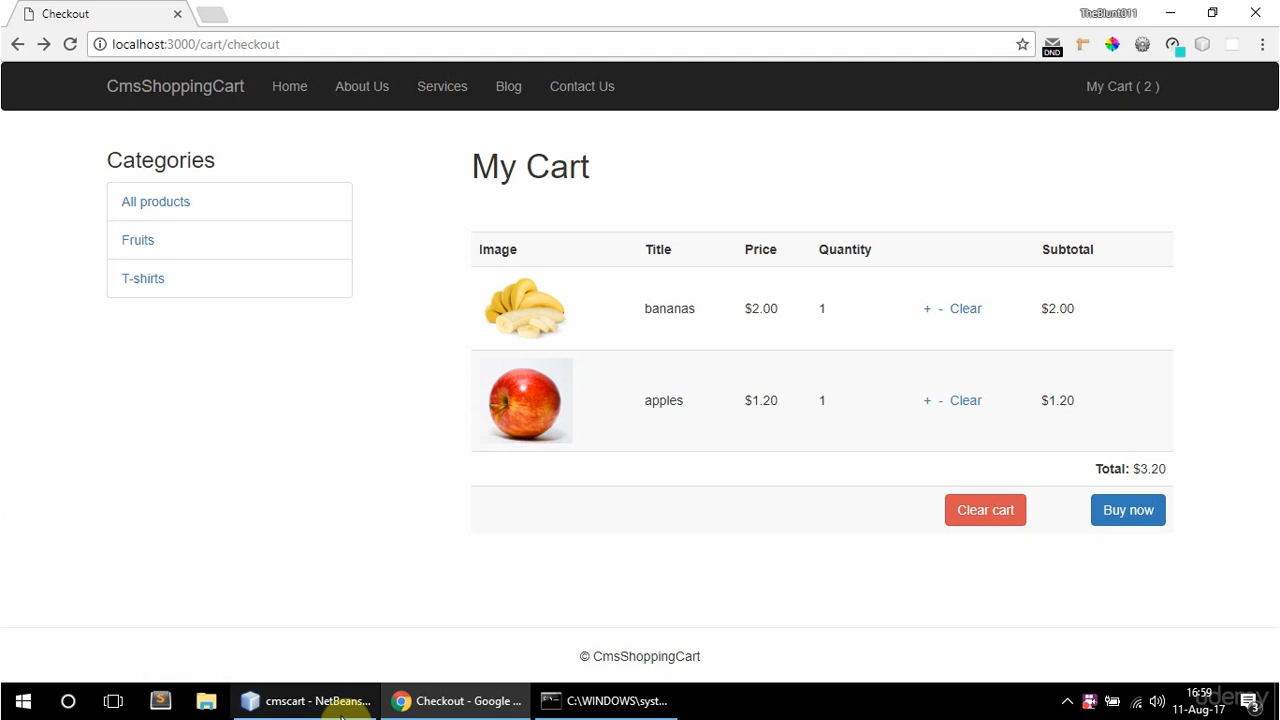 Checkout
TheBlunt011
localhost:3000/cart/checkout
DND
CmsShoppingCart Home About Us Services Blog Contact Us My Cart ( 2 )
Categories
All products
Fruits
T-shirts
My Cart
Image Title Price Quantity Subtotal
bananas $2.00 1 + - Clear $2.00
apples $1.20 1 + - Clear $1.20
Total: $3.20
Clear cart Buy now
© CmsShoppingCart
cmscart - NetBeans... Checkout - Google ... C:\WINDOWS\syst...
16:59
11-Aug-17
3
udemy